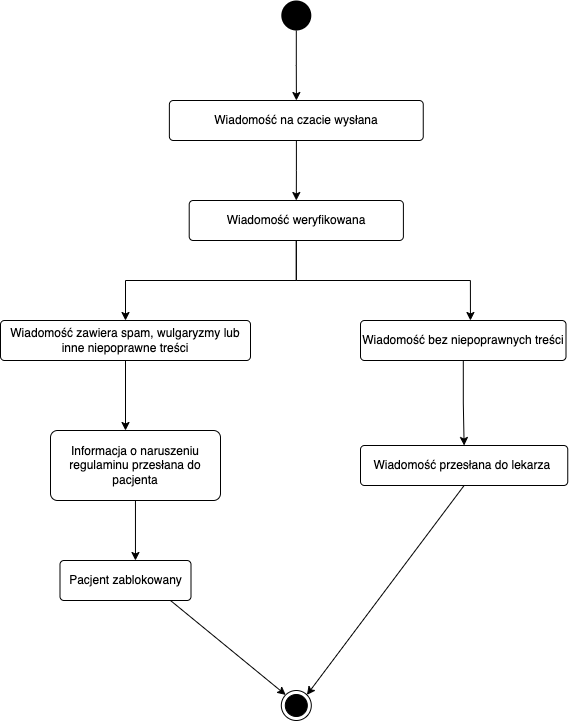 Wiadomość na czacie wysłana
Wiadomość weryfikowana
Wiadomość zawiera spam, wulgaryzmy lub
inne niepoprawne treści
Wiadomość bez niepoprawnych treści
Informacja o naruszeniu
regulaminu przesłana do
pacjenta
Wiadomość przesłana do lekarza
Pacjent zablokowany